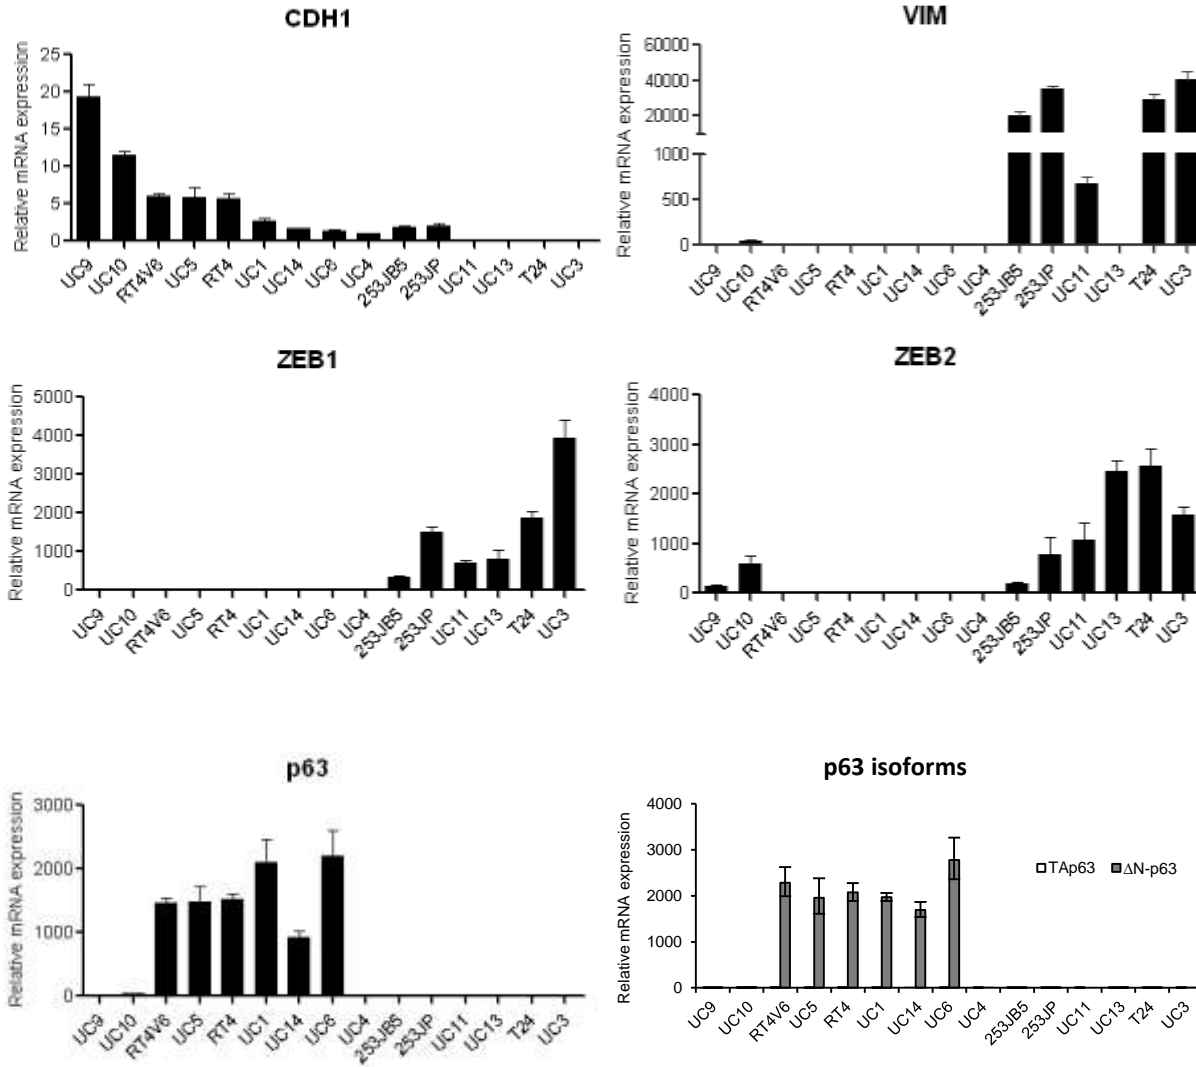 CDH1
Relative mRNA expression
25
20
15
10
5
0
UC9 UC10 RT4V6 UC5 RT4 UC1 UC14 UC6 UC4 253JB5 253JP UC11 UC13 T24 UC3
VIM
Relative mRNA expression
60000
40000
20000
1000
500
0
UC9 UC10 RT4V6 UC5 RT4 UC1 UC14 UC6 UC4 253JB5 253JP UC11 UC13 T24 UC3
ZEB1
Relative mRNA expression
5000
4000
3000
2000
1000
0
UC9 UC10 RT4V6 UC5 RT4 UC1 UC14 UC6 UC4 253JB5 253JP UC11 UC13 T24 UC3
ZEB2
Relative mRNA expression
4000
3000
2000
1000
0
UC9 UC10 RT4V6 UC5 RT4 UC1 UC14 UC6 UC4 253JB5 253JP UC11 UC13 T24 UC3
p63
Relative mRNA expression
3000
2000
1000
0
UC9 UC10 RT4V6 UC5 RT4 UC1 UC14 UC6 UC4 253JB5 253JP UC11 UC13 T24 UC3
p63 isoforms
Relative mRNA expression
4000
3000
2000
1000
0
TAp63 ΔN-p63
UC9 UC10 RT4V6 UC5 RT4 UC1 UC14 UC6 UC4 253JB5 253JP UC11 UC13 T24 UC3